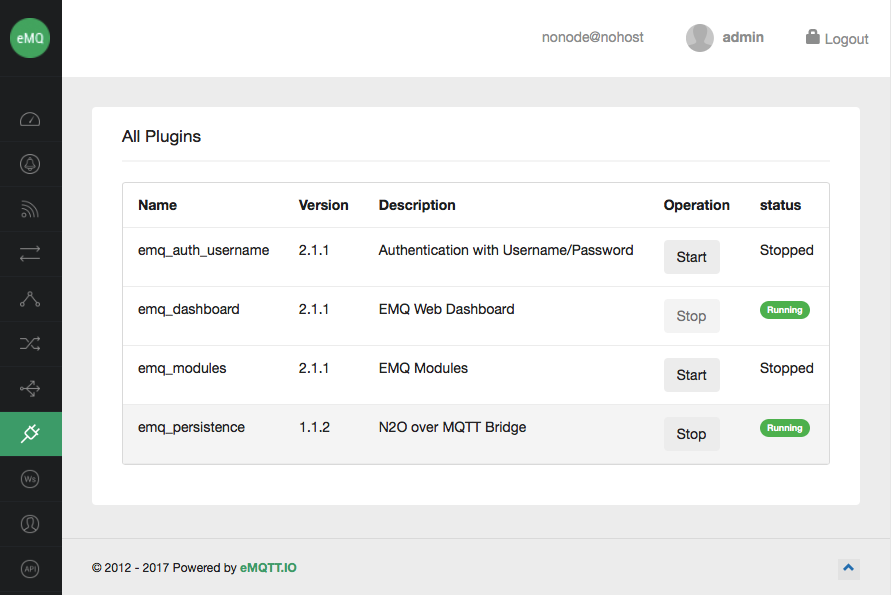 eMQ
nonode@nohost admin Logout
All Plugins
Name Version Description Operation status
emq_auth_username 2.1.1 Authentication with Username/Password Start Stopped
emq_dashboard 2.1.1 EMQ Web Dashboard Stop Running
emq_modules 2.1.1 EMQ Modules Start Stopped
emq_persistence 1.1.2 N2O over MQTT Bridge Stop Running
Ws
API
© 2012 - 2017 Powered by eMQTT.IO